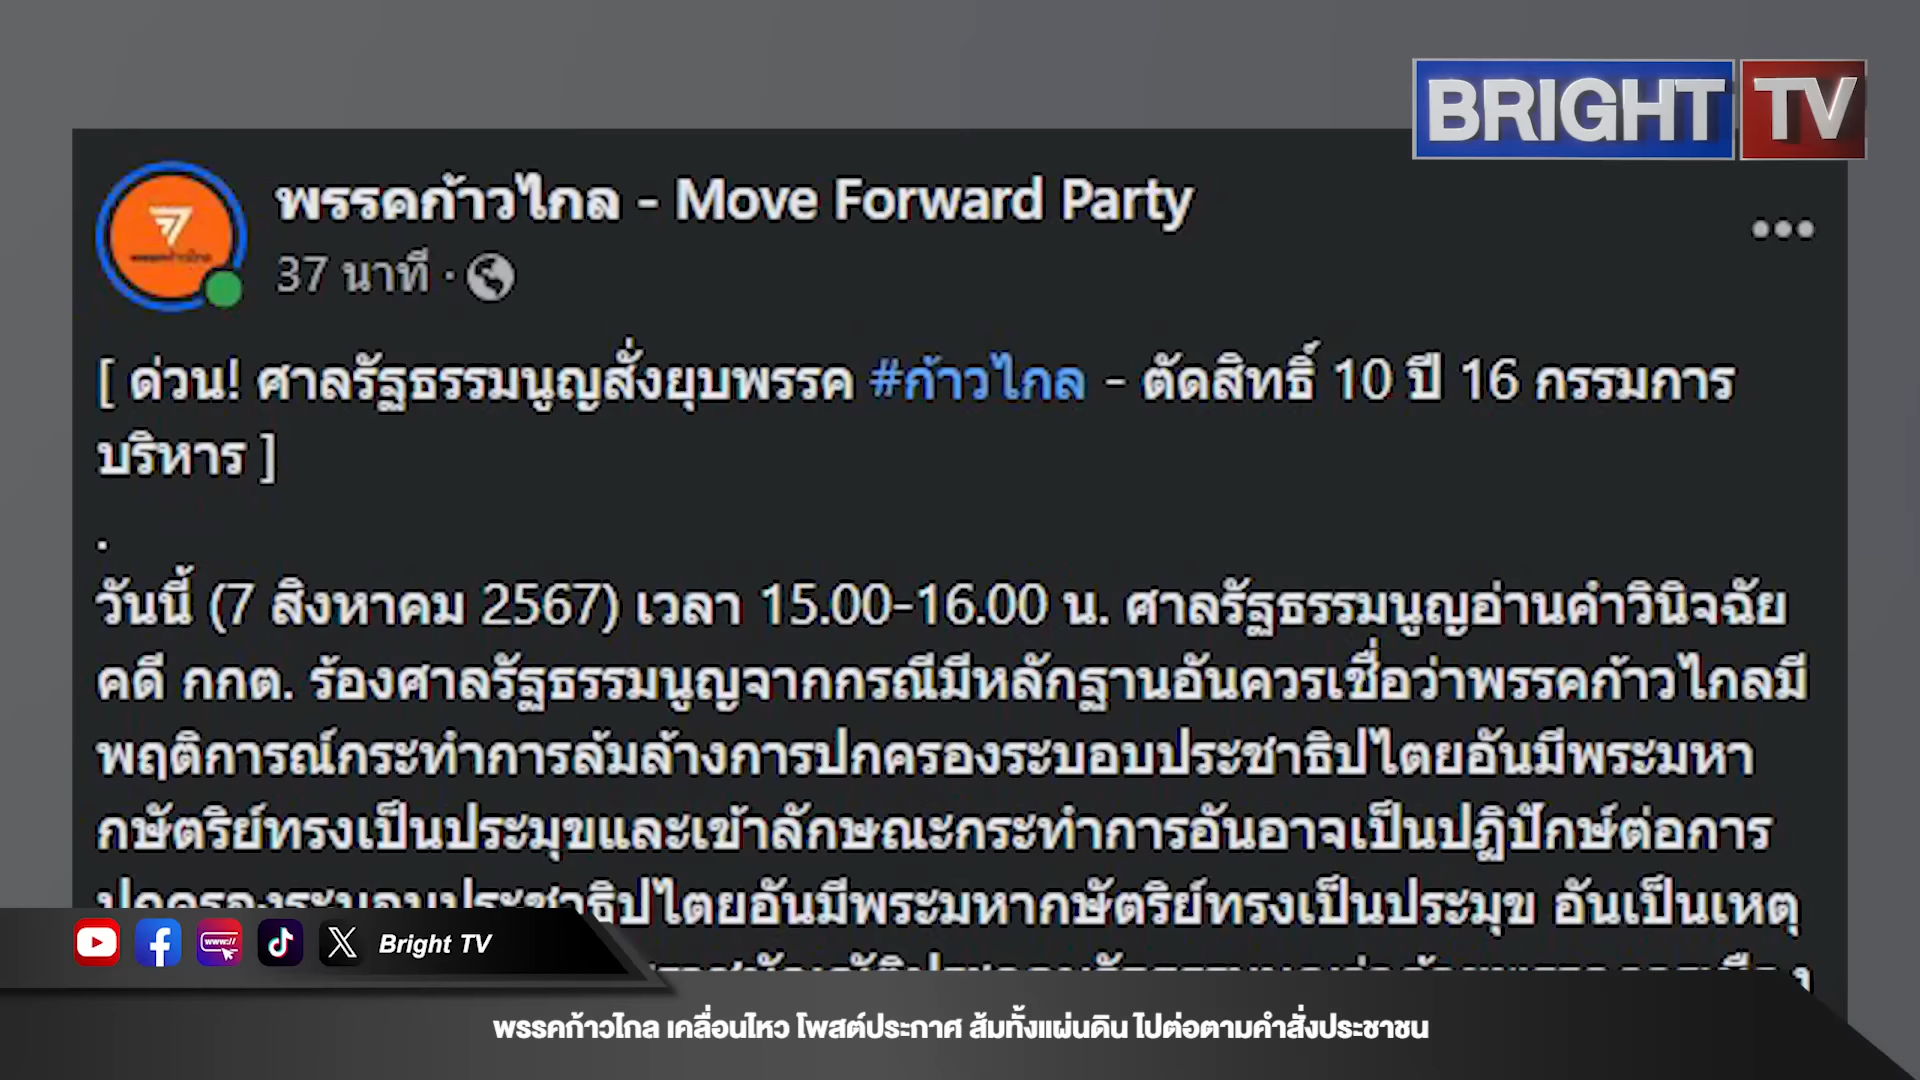 BRIGHT TV
พรรคก้าวไกล - Move Forward Party
37 นาที ·
[ ด่วน! ศาลรัฐธรรมนูญสั่งยุบพรรค #ก้าวไกล - ตัดสิทธิ์ 10 ปี 16 กรรมการ
บริหาร ]
.
วันนี้ (7 สิงหาคม 2567) เวลา 15.00-16.00 น. ศาลรัฐธรรมนูญอ่านคำวินิจฉัย
คดี กกต. ร้องศาลรัฐธรรมนูญจากกรณีมีหลักฐานอันควรเชื่อว่าพรรคก้าวไกลมี
พฤติการณ์กระทำการล้มล้างการปกครองระบอบประชาธิปไตยอันมีพระมหา
กษัตริย์ทรงเป็นประมุขและเข้าลักษณะกระทำการอันอาจเป็นปฏิปักษ์ต่อการ
ปกครองระบอบประชาธิปไตยอันมีพระมหากษัตริย์ทรงเป็นประมุข อันเป็นเหตุ
www://
Bright TV
พรรคก้าวไกล เคลื่อนไหว โพสต์ประกาศ ส้มทั้งแผ่นดิน ไปต่อตามคำสั่งประชาชน